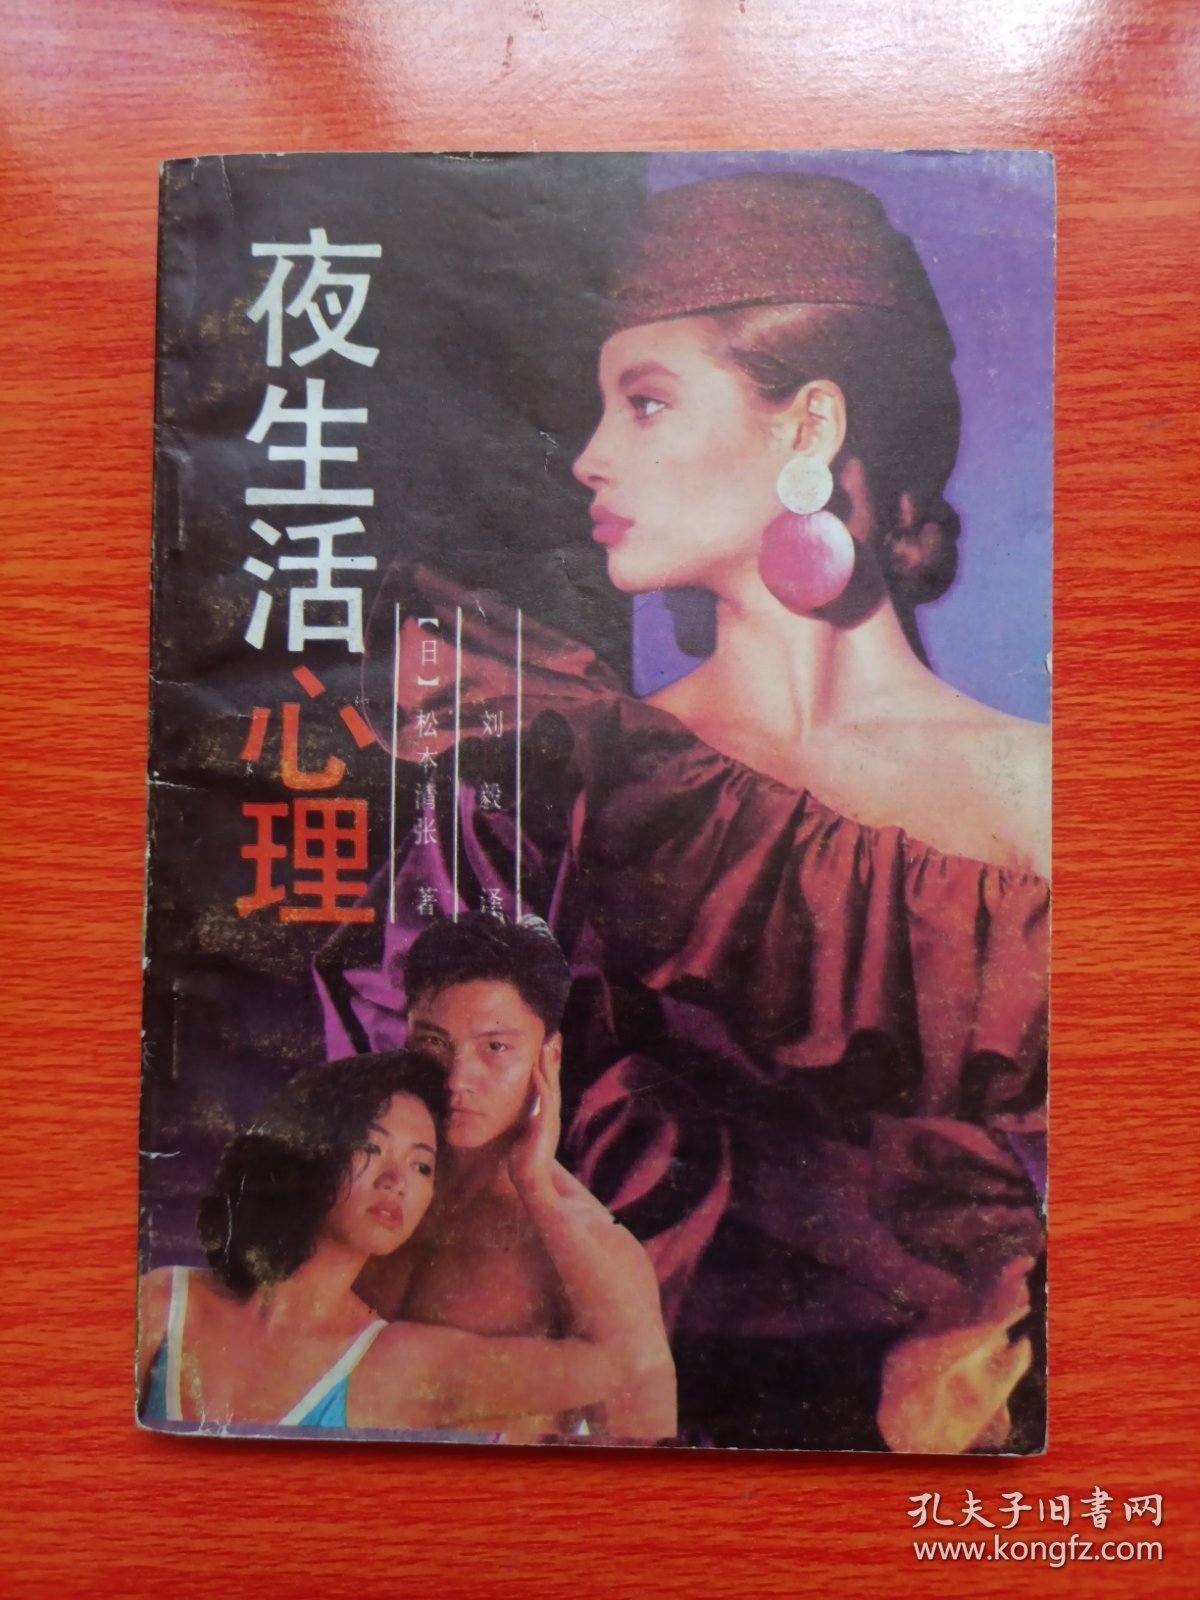 夜生活心理
【日】松本清张 著
刘毅 译
孔夫子旧书网
www.kongfz.com